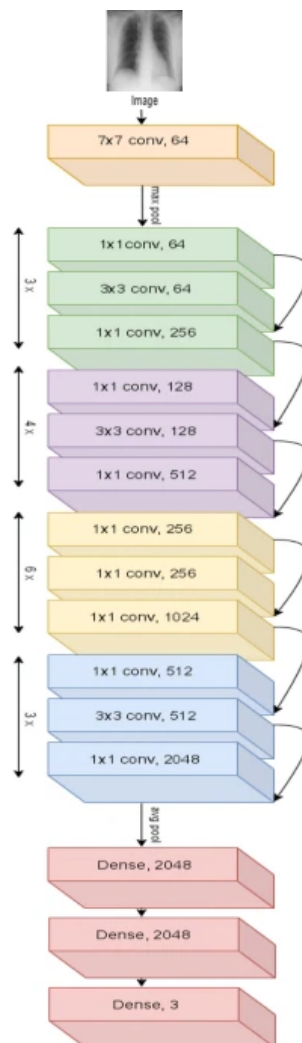 Image
7x7 conv, 64
max pool
3 x
1x1conv, 64
3x3 conv, 64
1x1 conv, 256
4 x
1x1 conv, 128
3x3 conv, 128
1x1 conv, 512
6 x
1x1 conv, 256
1x1 conv, 256
1x1 conv, 1024
3 x
1x1 conv, 512
3x3 conv, 512
1x1 conv, 2048
avg pool
Dense, 2048
Dense, 2048
Dense, 3